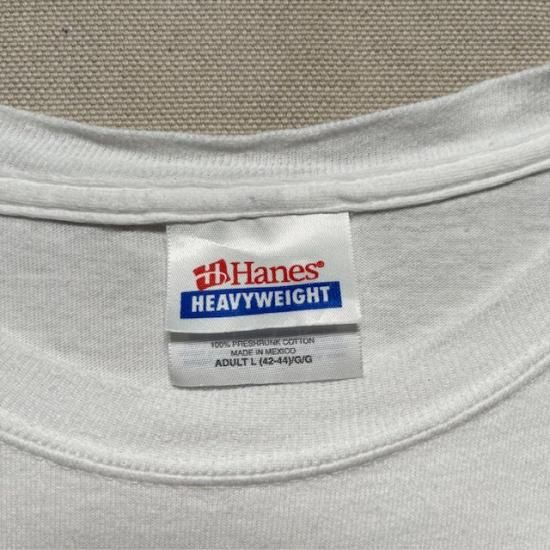 Hanes®
HEAVYWEIGHT
100% PRESHRUNK COTTON
MADE IN MEXICO
ADULT L (42-44)/G/G